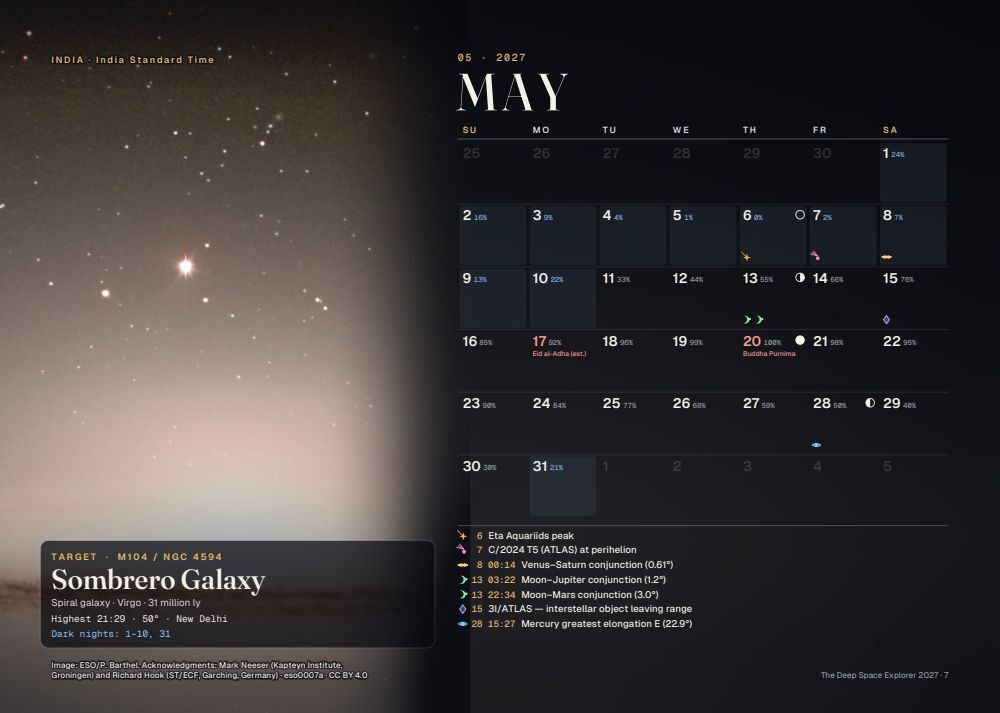 INDIA · India Standard Time
05 · 2027
MAY
SU MO TU WE TH FR SA
25 26 27 28 29 30 1 24%
2 16% 3 9% 4 4% 5 1% 6 0% 7 2% 8 7%
9 13% 10 22% 11 33% 12 44% 13 55% 14 66% 15 76%
16 85% 17 92% 18 96% 19 99% 20 100% 21 98% 22 95%
Eid al-Adha (est.) Buddha Purnima
23 90% 24 84% 25 77% 26 68% 27 59% 28 50% 29 40%
30 30% 31 21% 1 2 3 4 5
6 Eta Aquariids peak
7 C/2024 T5 (ATLAS) at perihelion
8 00:14 Venus–Saturn conjunction (0.61°)
13 03:22 Moon–Jupiter conjunction (1.2°)
13 22:34 Moon–Mars conjunction (3.0°)
15 3I/ATLAS — interstellar object leaving range
28 15:27 Mercury greatest elongation E (22.9°)
TARGET · M104 / NGC 4594
Sombrero Galaxy
Spiral galaxy · Virgo · 31 million ly
Highest 21:29 · 50° · New Delhi
Dark nights: 1–10, 31
Image: ESO/P. Barthel. Acknowledgments: Mark Neeser (Kapteyn Institute,
Groningen) and Richard Hook (ST/ECF, Garching, Germany) · eso0007a · CC BY 4.0
The Deep Space Explorer 2027 · 7